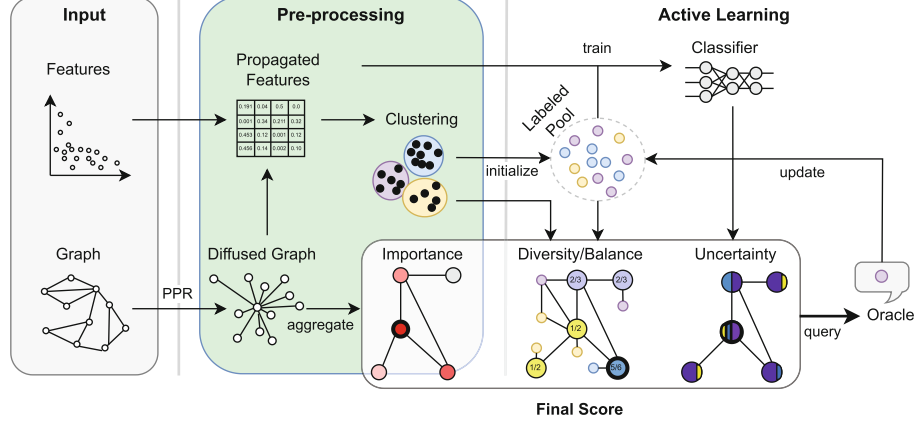 Input
Pre-processing
Active Learning
Features
Propagated
Features
0.191 0.04 0.5 0.0
0.001 0.34 0.211 0.32
0.453 0.12 0.001 0.12
0.456 0.14 0.002 0.10
Clustering
train
Classifier
Labeled
Pool
initialize
update
Graph
PPR
Diffused Graph
aggregate
Importance
Diversity/Balance
2/3
2/3
1/2
1/2
5/6
Uncertainty
query
Oracle
Final Score